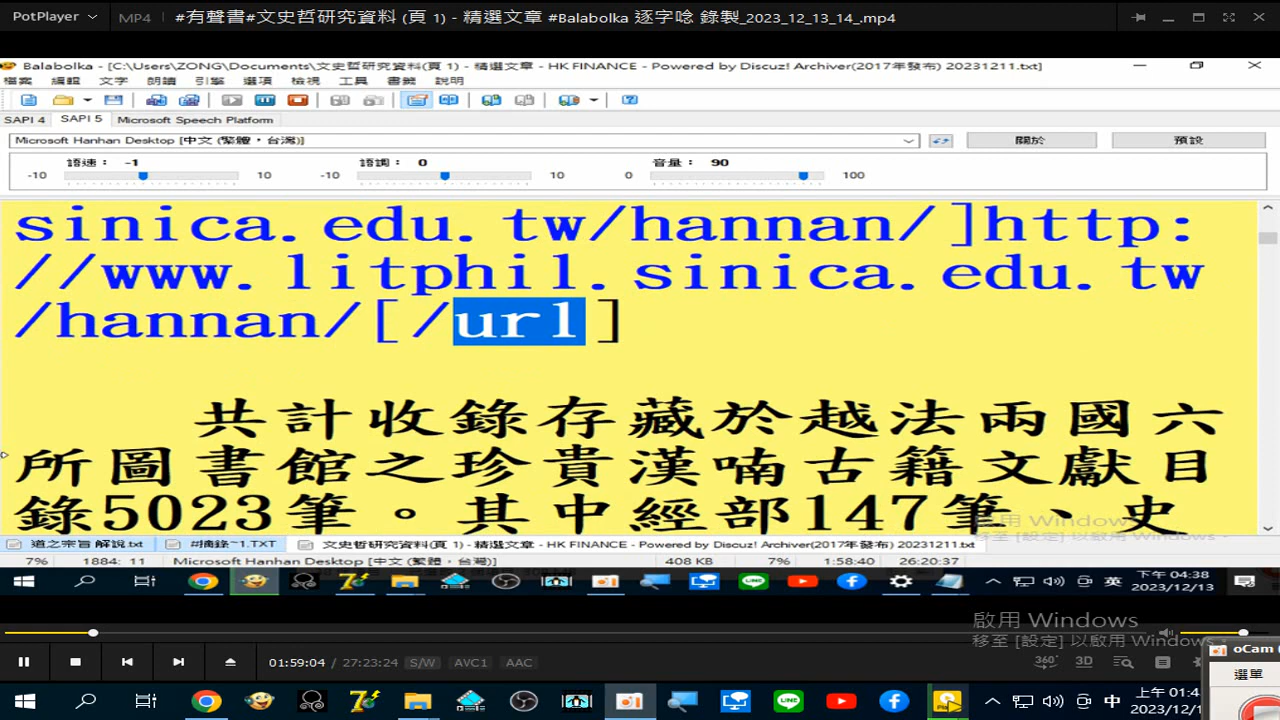 PotPlayer MP4 #有聲書#文史哲研究資料 (頁 1) - 精選文章 #Balabolka 逐字唸 錄製_2023_12_13_14_.mp4
Balabolka - [C:\Users\ZONG\Documents\文史哲研究資料(頁 1) - 精選文章 - HK FINANCE - Powered by Discuz! Archiver(2017年發布) 20231211.txt]
檔案 編輯 文字 朗讀 引擎 選項 檢視 工具 書籤 說明
SAPI 4 SAPI 5 Microsoft Speech Platform
Microsoft Hanhan Desktop [中文 (繁體，台灣)] 關於 預設
語速： -1 語調： 0 音量： 90
-10 10 -10 10 0 100
sinica.edu.tw/hannan/]http:
//www.litphil.sinica.edu.tw
/hannan/[/url]
共計收錄存藏於越法兩國六
所圖書館之珍貴漢喃古籍文獻目
錄5023筆。其中經部147筆、史
啟用 Windows
移至 [設定] 以啟用 Windows。
道之宗旨 解說.txt #摘錄~1.TXT 文史哲研究資料(頁 1) - 精選文章 - HK FINANCE - Powered by Discuz! Archiver(2017年發布) 20231211.txt
7% 1884: 11 Microsoft Hanhan Desktop [中文 (繁體，台灣)] 408 KB 7% 1:58:40 26:20:37
英 下午 04:38
2023/12/13
啟用 Windows
移至 [設定] 以啟用 Windows。
oCam (
01:59:04 / 27:23:24 S/W AVC1 AAC 360° 3D
選單
中 上午 01:4
2023/12/1